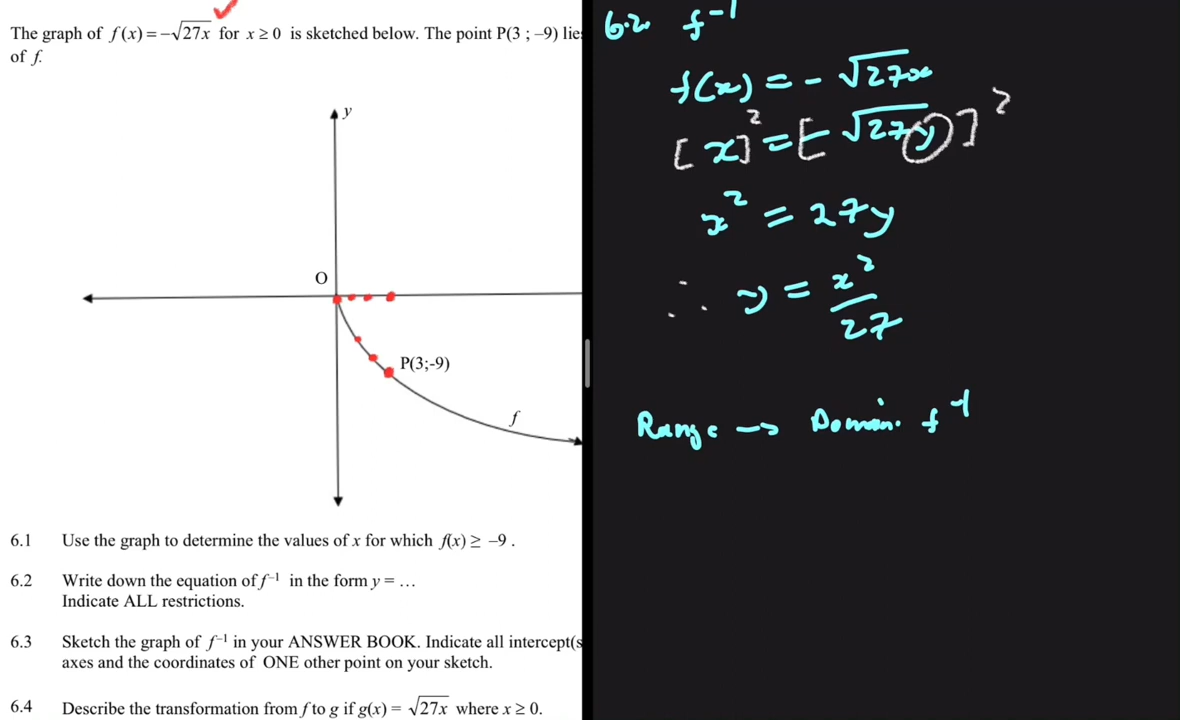 The graph of f(x) = −√27x for x ≥ 0 is sketched below. The point P(3 ; –9) lies
of f.
y
O
P(3;-9)
f
6.1 Use the graph to determine the values of x for which f(x) ≥ −9 .
6.2 Write down the equation of f⁻¹ in the form y = …
Indicate ALL restrictions.
6.3 Sketch the graph of f⁻¹ in your ANSWER BOOK. Indicate all intercept(s
axes and the coordinates of ONE other point on your sketch.
6.4 Describe the transformation from f to g if g(x) = √27x where x ≥ 0.
6.2. f⁻¹
f(x) = - √27x
[x]² = [- √27y]²
x² = 27y
∴ y = x²/27
Range → Domain. f⁻¹